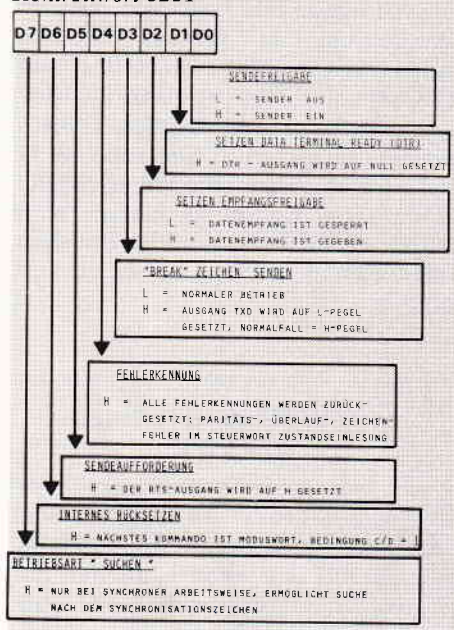 D7 D6 D5 D4 D3 D2 D1 D0
SENDEFREIGABE
L = SENDER AUS
H = SENDER EIN
SETZEN DATA TERMINAL READY (DTR)
H = DTR - AUSGANG WIRD AUF NULL GESETZT
SETZEN EMPFANGSFREIGABE
L = DATENEMPFANG IST GESPERRT
H = DATENEMPFANG IST GEGEBEN
"BREAK" ZEICHEN SENDEN
L = NORMALER BETRIEB
H = AUSGANG TXD WIRD AUF L-PEGEL
GESETZT, NORMALFALL = H-PEGEL
FEHLERKENNUNG
H = ALLE FEHLERKENNUNGEN WERDEN ZURÜCK-
GESETZT: PARITÄTS-, ÜBERLAUF-, ZEICHEN-
FEHLER IM STEUERWORT ZUSTANDSEINLESUNG
SENDEAUFFORDERUNG
H = DER RTS-AUSGANG WIRD AUF H GESETZT
INTERNES RÜCKSETZEN
H = NÄCHSTES KOMMANDO IST MODUSWORT, BEDINGUNG C/D =
BETRIEBSART " SUCHEN "
H = NUR BEI SYNCHRONER ARBEITSWEISE, ERMÖGLICHT SUCHE
NACH DEM SYNCHRONISATIONSZEICHEN